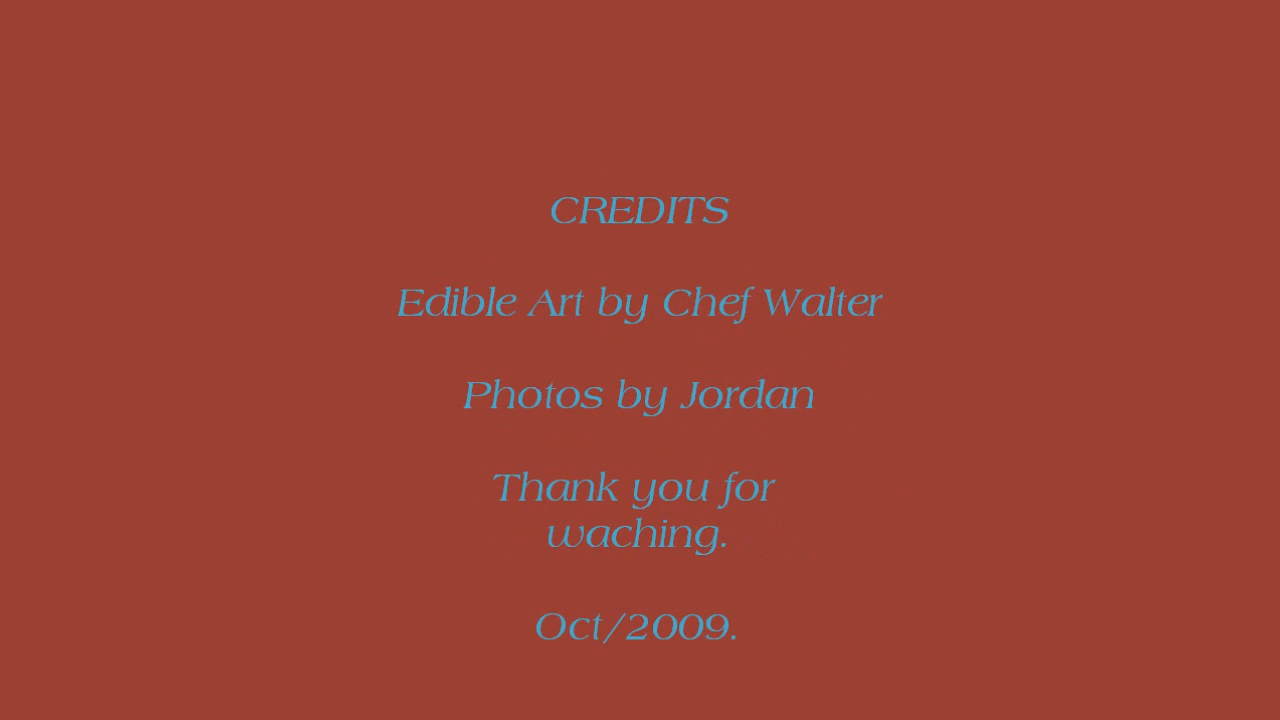 CREDITS
Edible Art by Chef Walter
Photos by Jordan
Thank you for
waching.
Oct/2009.